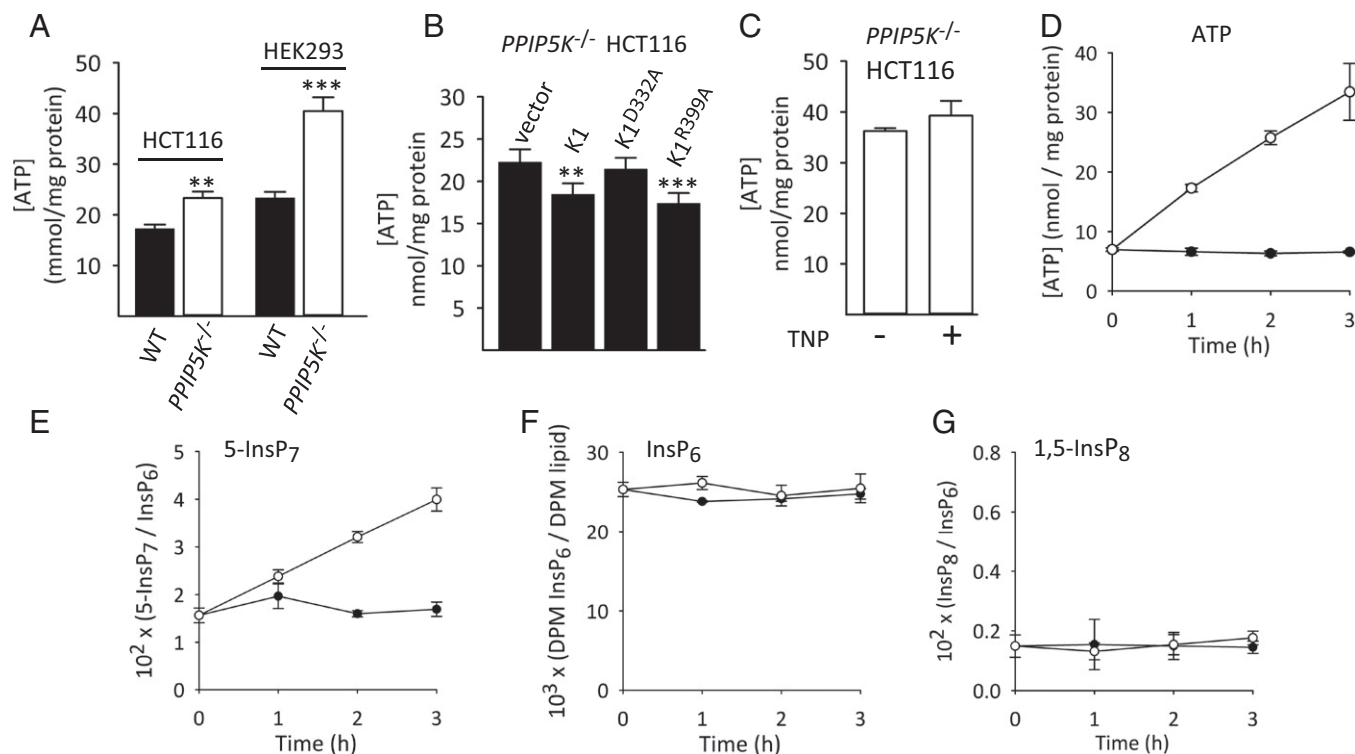 A
HEK293
***
HCT116
**
[ATP]
(mmol/mg protein)
50
40
30
20
10
WT
PPIP5K-/-
WT
PPIP5K-/-
B
PPIP5K-/- HCT116
vector
K1
K1D332A
K1R399A
**
***
[ATP]
nmol/mg protein
30
25
20
15
10
5
C
PPIP5K-/-
HCT116
[ATP]
nmol/mg protein
50
40
30
20
10
TNP
-
+
D
ATP
[ATP] (nmol / mg protein)
40
30
20
10
0
0
1
2
3
Time (h)
E
5-InsP7
10² x (5-InsP7 / InsP6)
5
4
3
2
1
0
0
1
2
3
Time (h)
F
InsP6
10³ x (DPM InsP6 / DPM lipid)
30
20
10
0
0
1
2
3
Time (h)
G
1,5-InsP8
10² x (InsP8 / InsP6)
0.8
0.6
0.4
0.2
0.0
0
1
2
3
Time (h)